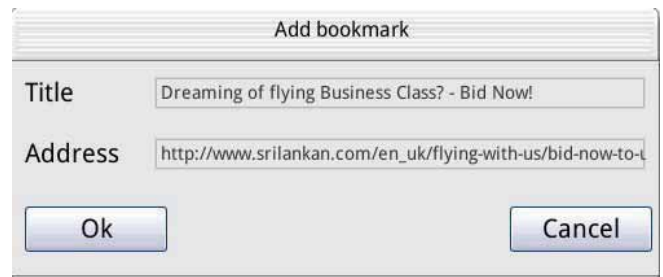 Add bookmark
Title Dreaming of flying Business Class? - Bid Now!
Address http://www.srilankan.com/en_uk/flying-with-us/bid-now-to-u
Ok Cancel